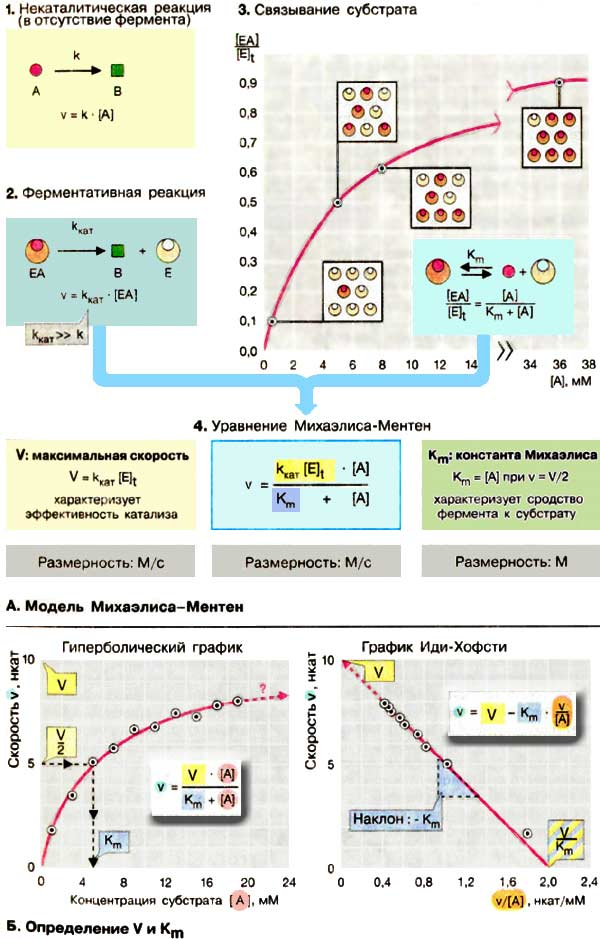 1. Некаталитическая реакция
(в отсутствие фермента)
k
A
B
v = k · [A]
2. Ферментативная реакция
kкат
EA
B
+
E
v = kкат · [EA]
kкат >> k
3. Связывание субстрата
[EA]
[E]t
0,9
0,8
0,7
0,6
0,5
0,4
0,3
0,2
0,1
0,0
Km
+
[EA]/[E]t = [A]/(Km + [A])
0 2 4 6 8 10 12 14 34 36 38
[A], мМ
4. Уравнение Михаэлиса-Ментен
V: максимальная скорость
V = kкат [E]t
характеризует
эффективность катализа
v = kкат [E]t · [A] / (Km + [A])
Km: константа Михаэлиса
Km = [A] при v = V/2
характеризует сродство
фермента к субстрату
Размерность: М/с
Размерность: М/с
Размерность: М
А. Модель Михаэлиса–Ментен
Гиперболический график
Скорость v, нкат
10
5
0
V
V/2
Km
?
v = V · [A] / (Km + [A])
0 4 8 12 16 20 24
Концентрация субстрата [A], мМ
График Иди-Хофсти
Скорость v, нкат
10
5
0
V
v = V − Km · v/[A]
Наклон : - Km
V/Km
0 0,4 0,8 1,2 1,6 2,0
v/[A], нкат/мМ
Б. Определение V и Km